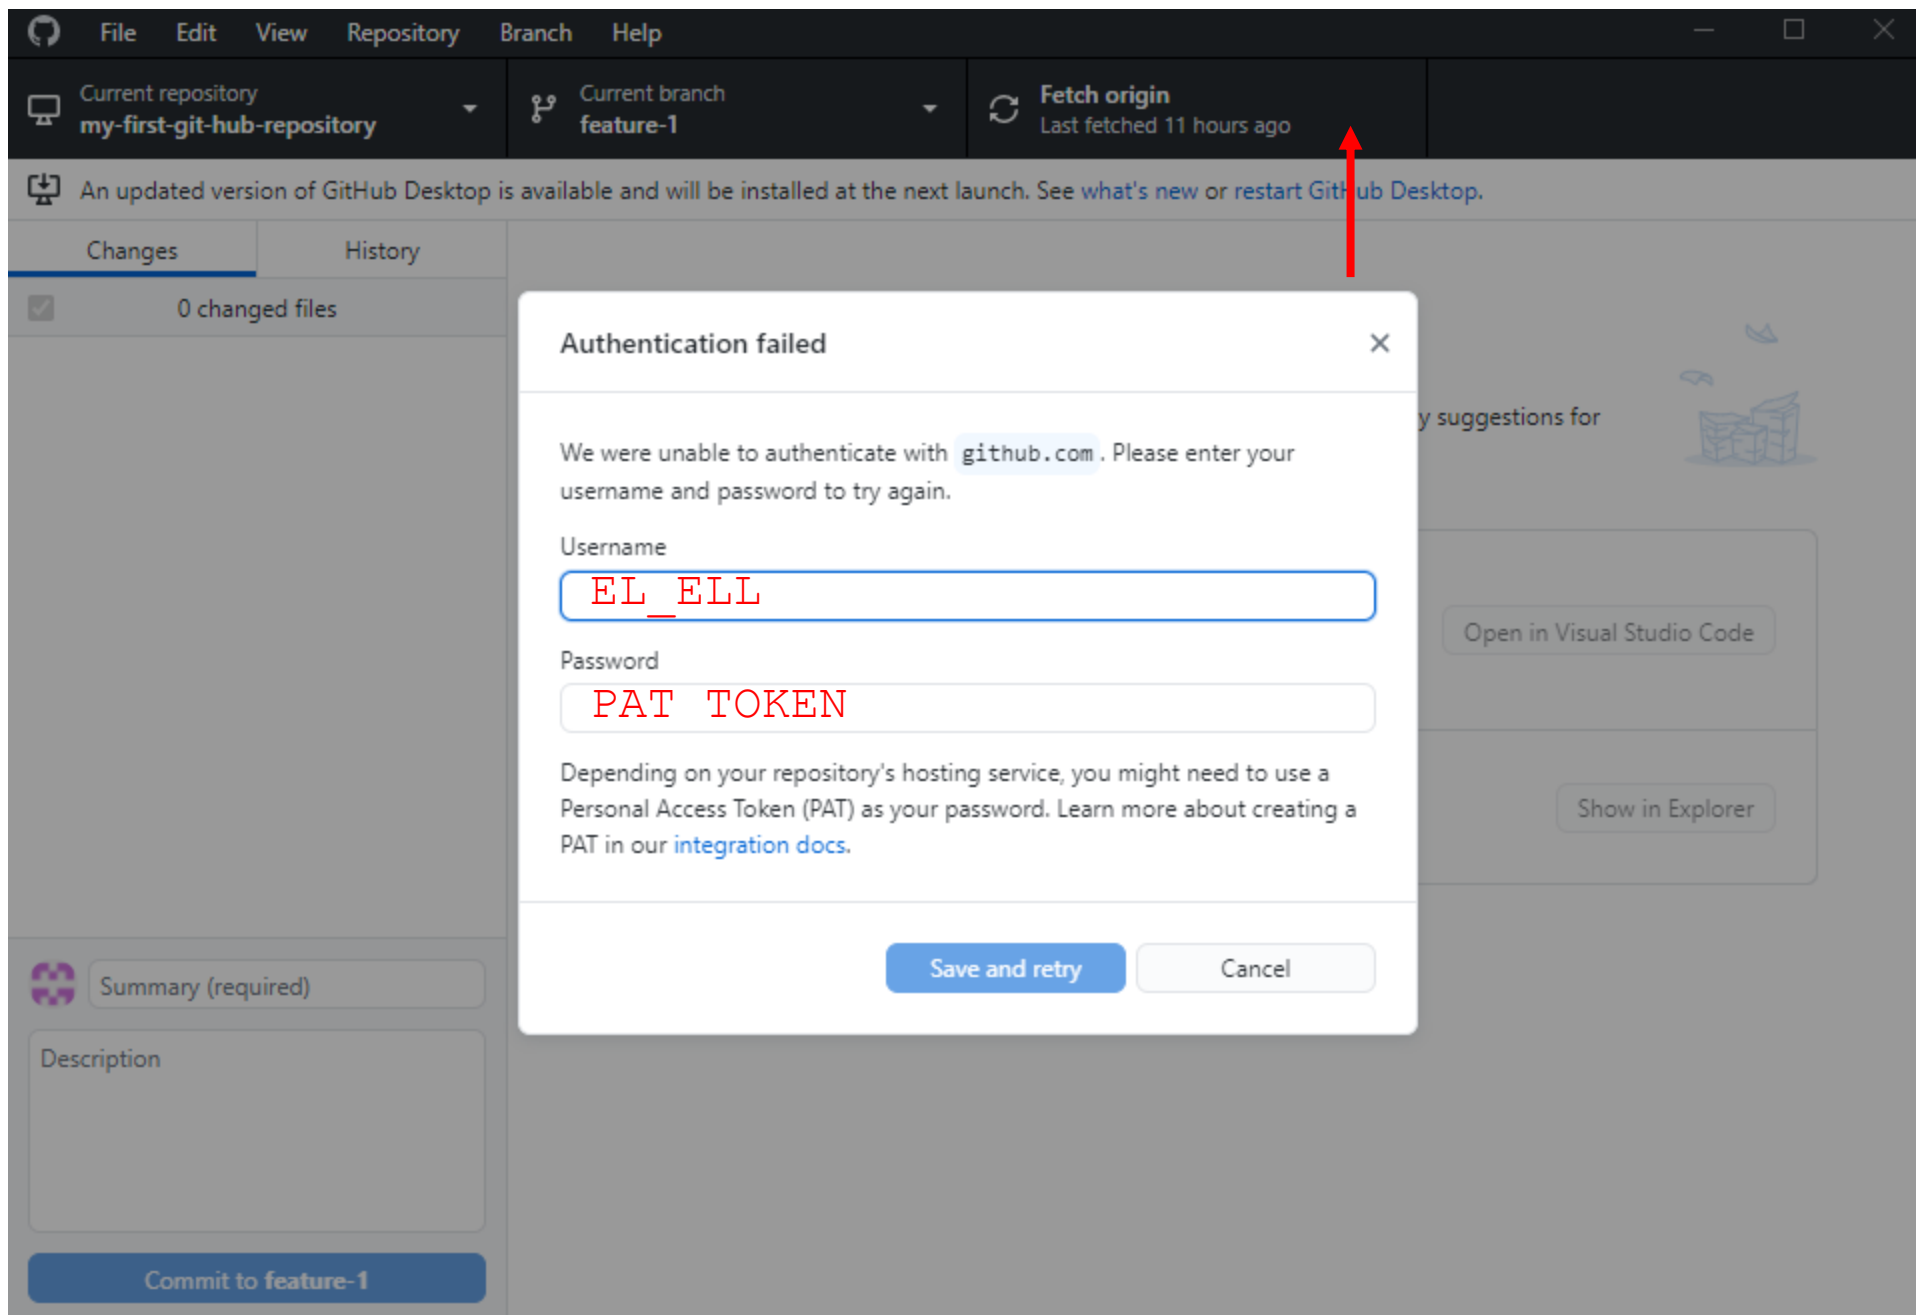 File Edit View Repository Branch Help
Current repository
my-first-git-hub-repository
Current branch
feature-1
Fetch origin
Last fetched 11 hours ago
An updated version of GitHub Desktop is available and will be installed at the next launch. See what's new or restart GitHub Desktop.
Changes
History
0 changed files
Authentication failed
We were unable to authenticate with github.com. Please enter your
username and password to try again.
Username
EL_ELL
Password
PAT TOKEN
Depending on your repository's hosting service, you might need to use a
Personal Access Token (PAT) as your password. Learn more about creating a
PAT in our integration docs.
Save and retry
Cancel
y suggestions for
Open in Visual Studio Code
Show in Explorer
Summary (required)
Description
Commit to feature-1